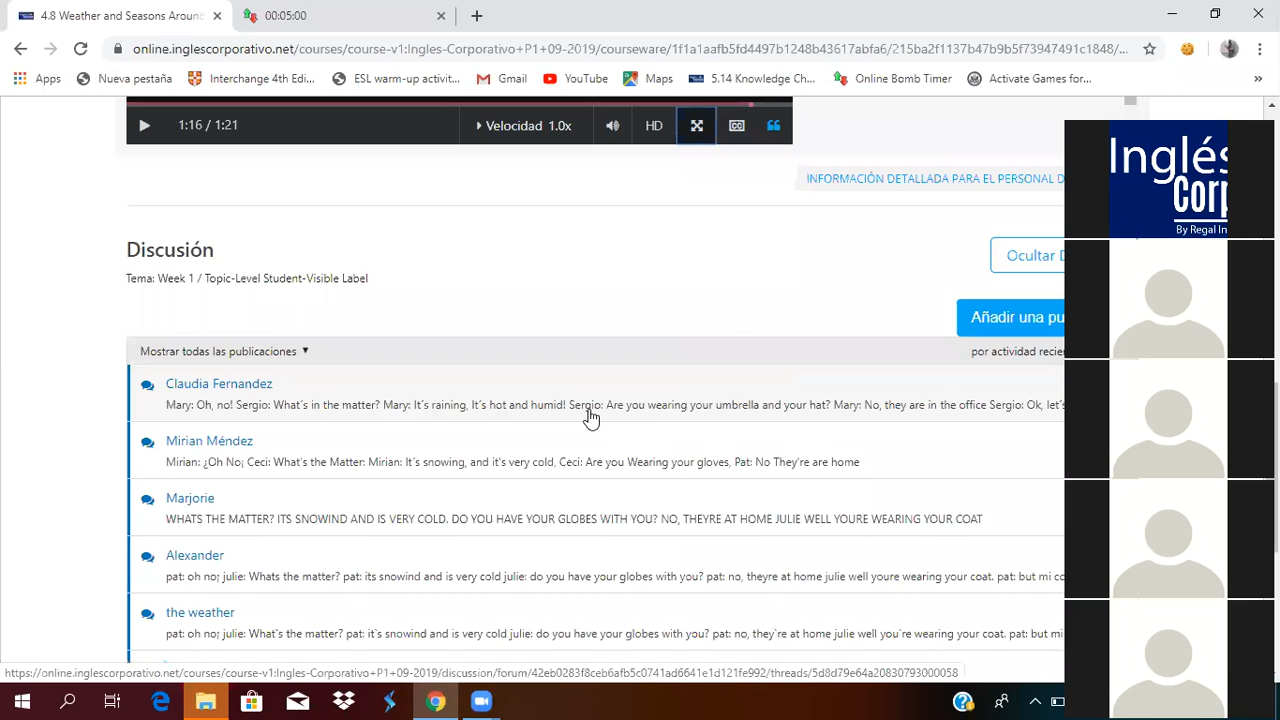 4.8 Weather and Seasons Aroun
00:05:00
online.inglescorporativo.net/courses/course-v1:Ingles-Corporativo+P1+09-2019/courseware/1f1a1aafb5fd4497b1248b43617abfa6/215ba2f1137b47b9b5f73947491c1848/...
Apps
Nueva pestaña
Interchange 4th Edi...
ESL warm-up activit...
Gmail
YouTube
Maps
5.14 Knowledge Ch...
Online Bomb Timer
Activate Games for...
»
1:16 / 1:21
Velocidad 1.0x
HD
INFORMACIÓN DETALLADA PARA EL PERSONAL D
Inglés
Corp
By Regal In
Discusión
Ocultar D
Tema: Week 1 / Topic-Level Student-Visible Label
Añadir una pu
Mostrar todas las publicaciones
por actividad recien
Claudia Fernandez
Mary: Oh, no! Sergio: What´s in the matter? Mary: It´s raining, It´s hot and humid! Sergio: Are you wearing your umbrella and your hat? Mary: No, they are in the office Sergio: Ok, let´s
Mirian Méndez
Mirian: ¿Oh No¡ Ceci: What's the Matter: Mirian: It´s snowing, and it's very cold, Ceci: Are you Wearing your gloves, Pat: No They're are home
Marjorie
WHATS THE MATTER? ITS SNOWIND AND IS VERY COLD. DO YOU HAVE YOUR GLOBES WITH YOU? NO, THEYRE AT HOME JULIE WELL YOURE WEARING YOUR COAT
Alexander
pat: oh no; julie: Whats the matter? pat: its snowind and is very cold julie: do you have your globes with you? pat: no, theyre at home julie well youre wearing your coat. pat: but mi co
the weather
pat: oh no; julie: What`s the matter? pat: it`s snowind and is very cold julie: do you have your globes with you? pat: no, they`re at home julie well you`re wearing your coat. pat: but mi
https://online.inglescorporativo.net/courses/course-v1:Ingles-Corporativo+P1+09-2019/discussion/forum/42eb0283f8ceb6afb5c0741ad6641e1d121fe992/threads/5d8d79e64a20830793000058